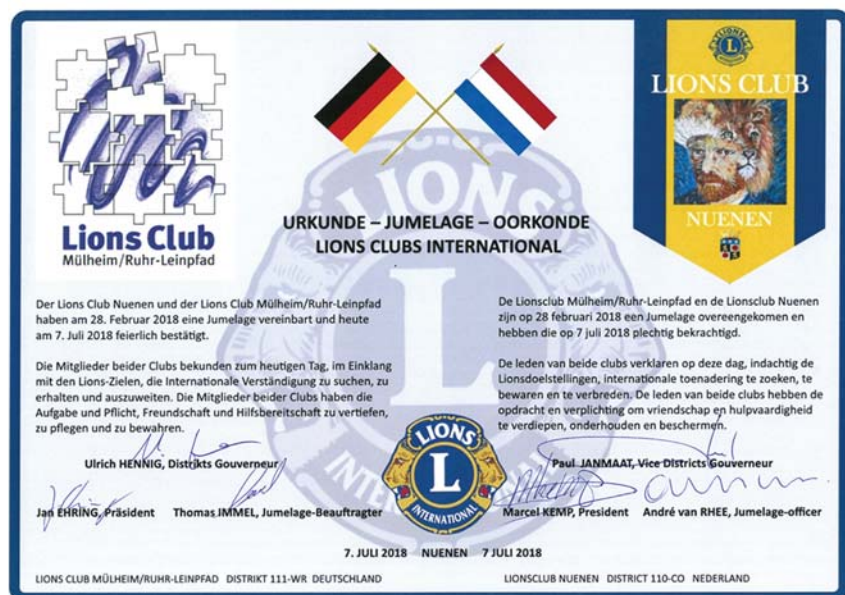 Lions Club
Mülheim/Ruhr-Leinpfad
L
LIONS CLUB
NUENEN
URKUNDE – JUMELAGE – OORKONDE
LIONS CLUBS INTERNATIONAL
LIONS
L
Der Lions Club Nuenen und der Lions Club Mülheim/Ruhr-Leinpfad
haben am 28. Februar 2018 eine Jumelage vereinbart und heute
am 7. Juli 2018 feierlich bestätigt.
Die Mitglieder beider Clubs bekunden zum heutigen Tag, im Einklang
mit den Lions-Zielen, die Internationale Verständigung zu suchen, zu
erhalten und auszuweiten. Die Mitglieder beider Clubs haben die
Aufgabe und Pflicht, Freundschaft und Hilfsbereitschaft zu vertiefen,
zu pflegen und zu bewahren.
Ulrich HENNIG, Distrikts Gouverneur
Jan EHRING, Präsident Thomas IMMEL, Jumelage-Beauftragter
De Lionsclub Mülheim/Ruhr-Leinpfad en de Lionsclub Nuenen
zijn op 28 februari 2018 een Jumelage overeengekomen en
hebben die op 7 juli 2018 plechtig bekrachtigd.
De leden van beide clubs verklaren op deze dag, indachtig de
Lionsdoelstellingen, internationale toenadering te zoeken, te
bewaren en te verbreden. De leden van beide clubs hebben de
opdracht en verplichting om vriendschap en hulpvaardigheid
te verdiepen, onderhouden en beschermen.
Paul JANMAAT, Vice Districts Gouverneur
Marcel KEMP, President André van RHEE, Jumelage-officer
LIONS
L
INTERNATIONAL
7. JULI 2018 NUENEN 7 JULI 2018
LIONS CLUB MÜLHEIM/RUHR-LEINPFAD DISTRIKT 111-WR DEUTSCHLAND
LIONSCLUB NUENEN DISTRICT 110-CO NEDERLAND